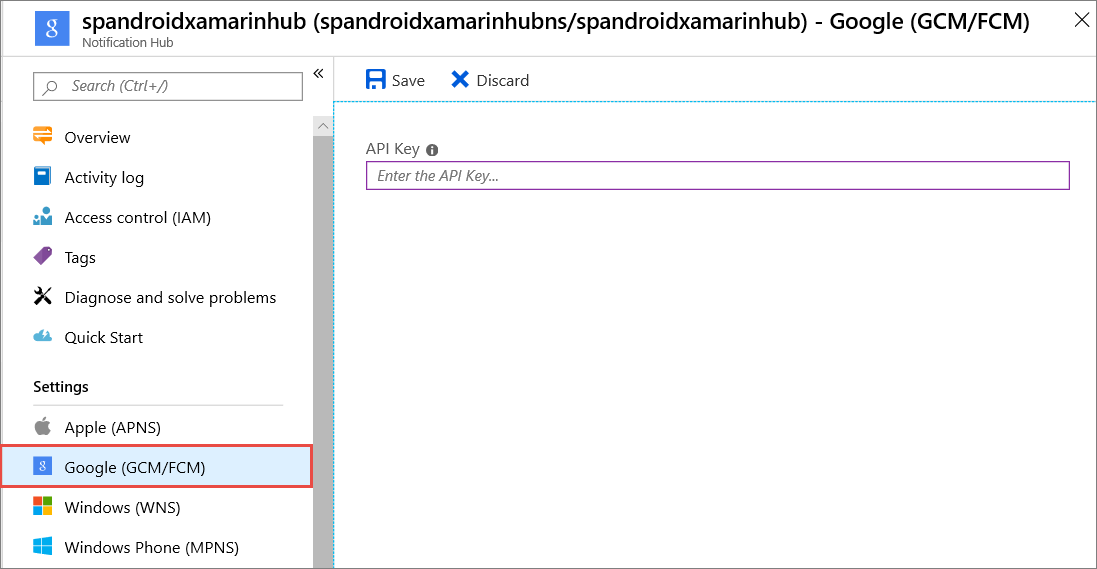 spandroidxamarinhub (spandroidxamarinhubns/spandroidxamarinhub) - Google (GCM/FCM)
Notification Hub
Search (Ctrl+/)
Overview
Activity log
Access control (IAM)
Tags
Diagnose and solve problems
Quick Start
Settings
Apple (APNS)
Google (GCM/FCM)
Windows (WNS)
Windows Phone (MPNS)
Save Discard
API Key
Enter the API Key...